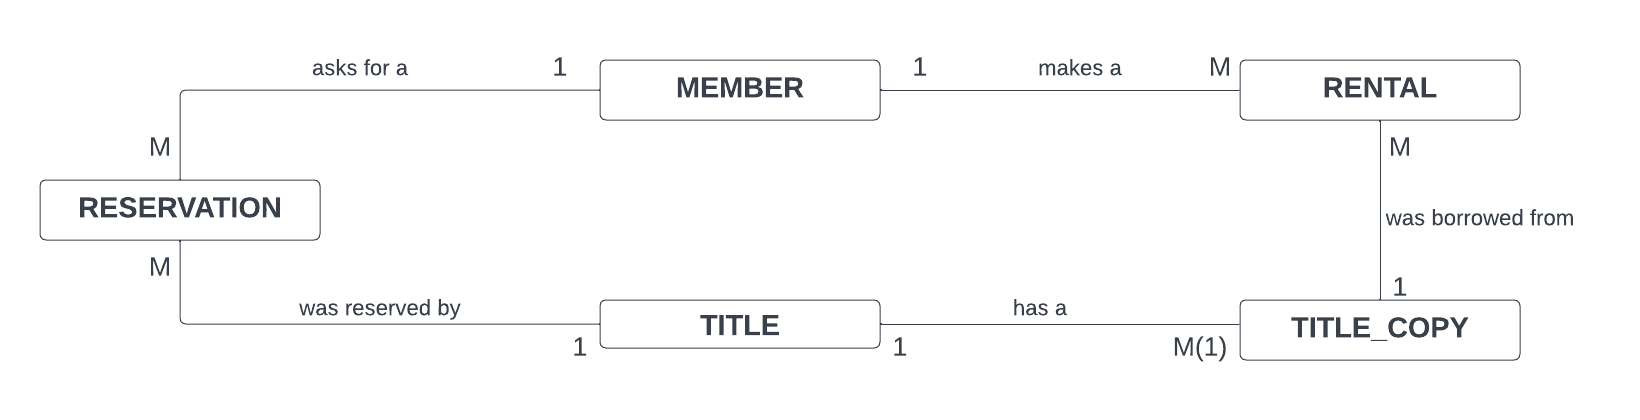 asks for a
1
MEMBER
1
makes a
M
RENTAL
M
M
RESERVATION
was borrowed from
M
1
was reserved by
TITLE
has a
TITLE_COPY
1
1
M(1)